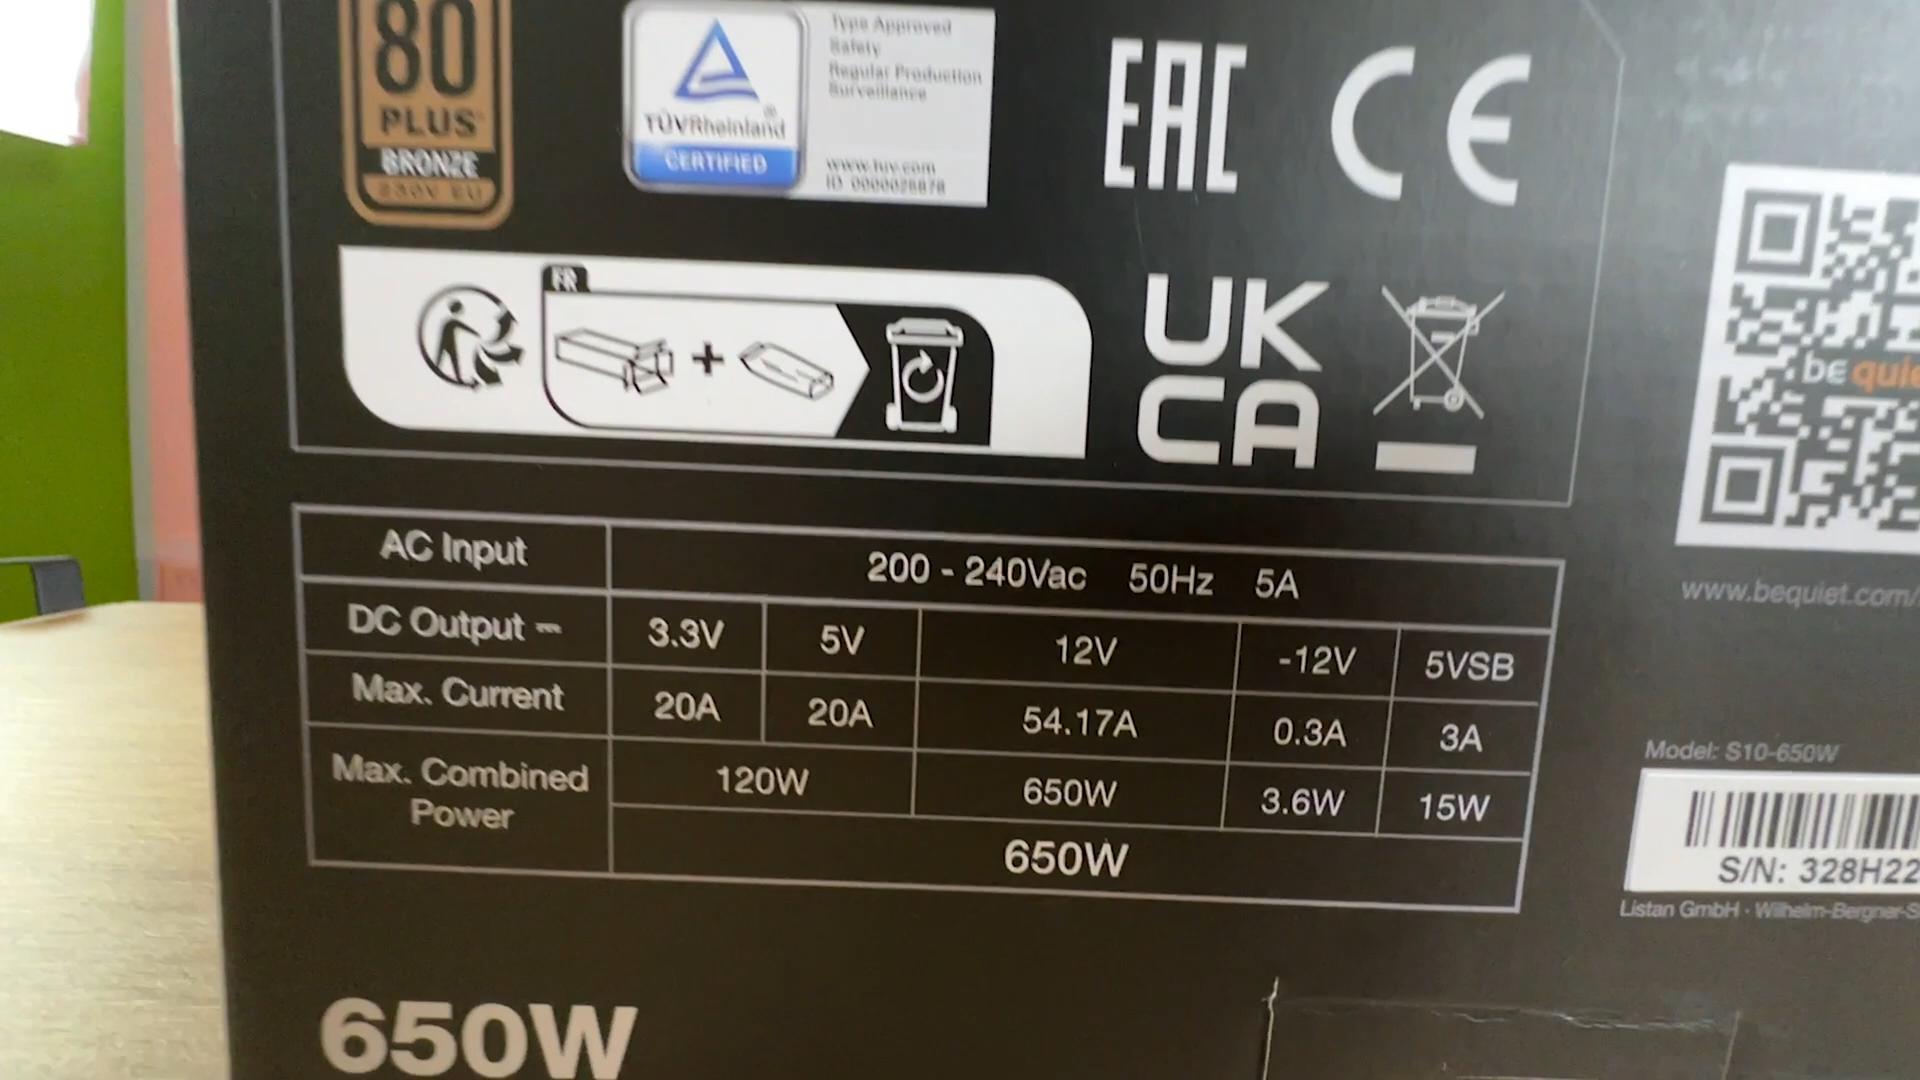 80
PLUS
BRONZE
230V EU
TÜVRheinland®
CERTIFIED
Type Approved
Safety
Regular Production
Surveillance
www.tuv.com
EAC
CE
FR
+
UK
CA
be quie
www.bequiet.com/
AC Input 200 - 240Vac 50Hz 5A
DC Output 3.3V 5V 12V -12V 5VSB
Max. Current 20A 20A 54.17A 0.3A 3A
Max. Combined
Power
120W 650W 3.6W 15W
650W
Model: S10-650W
S/N: 328H22
Listan GmbH · Wilhelm-Bergner-S
650W